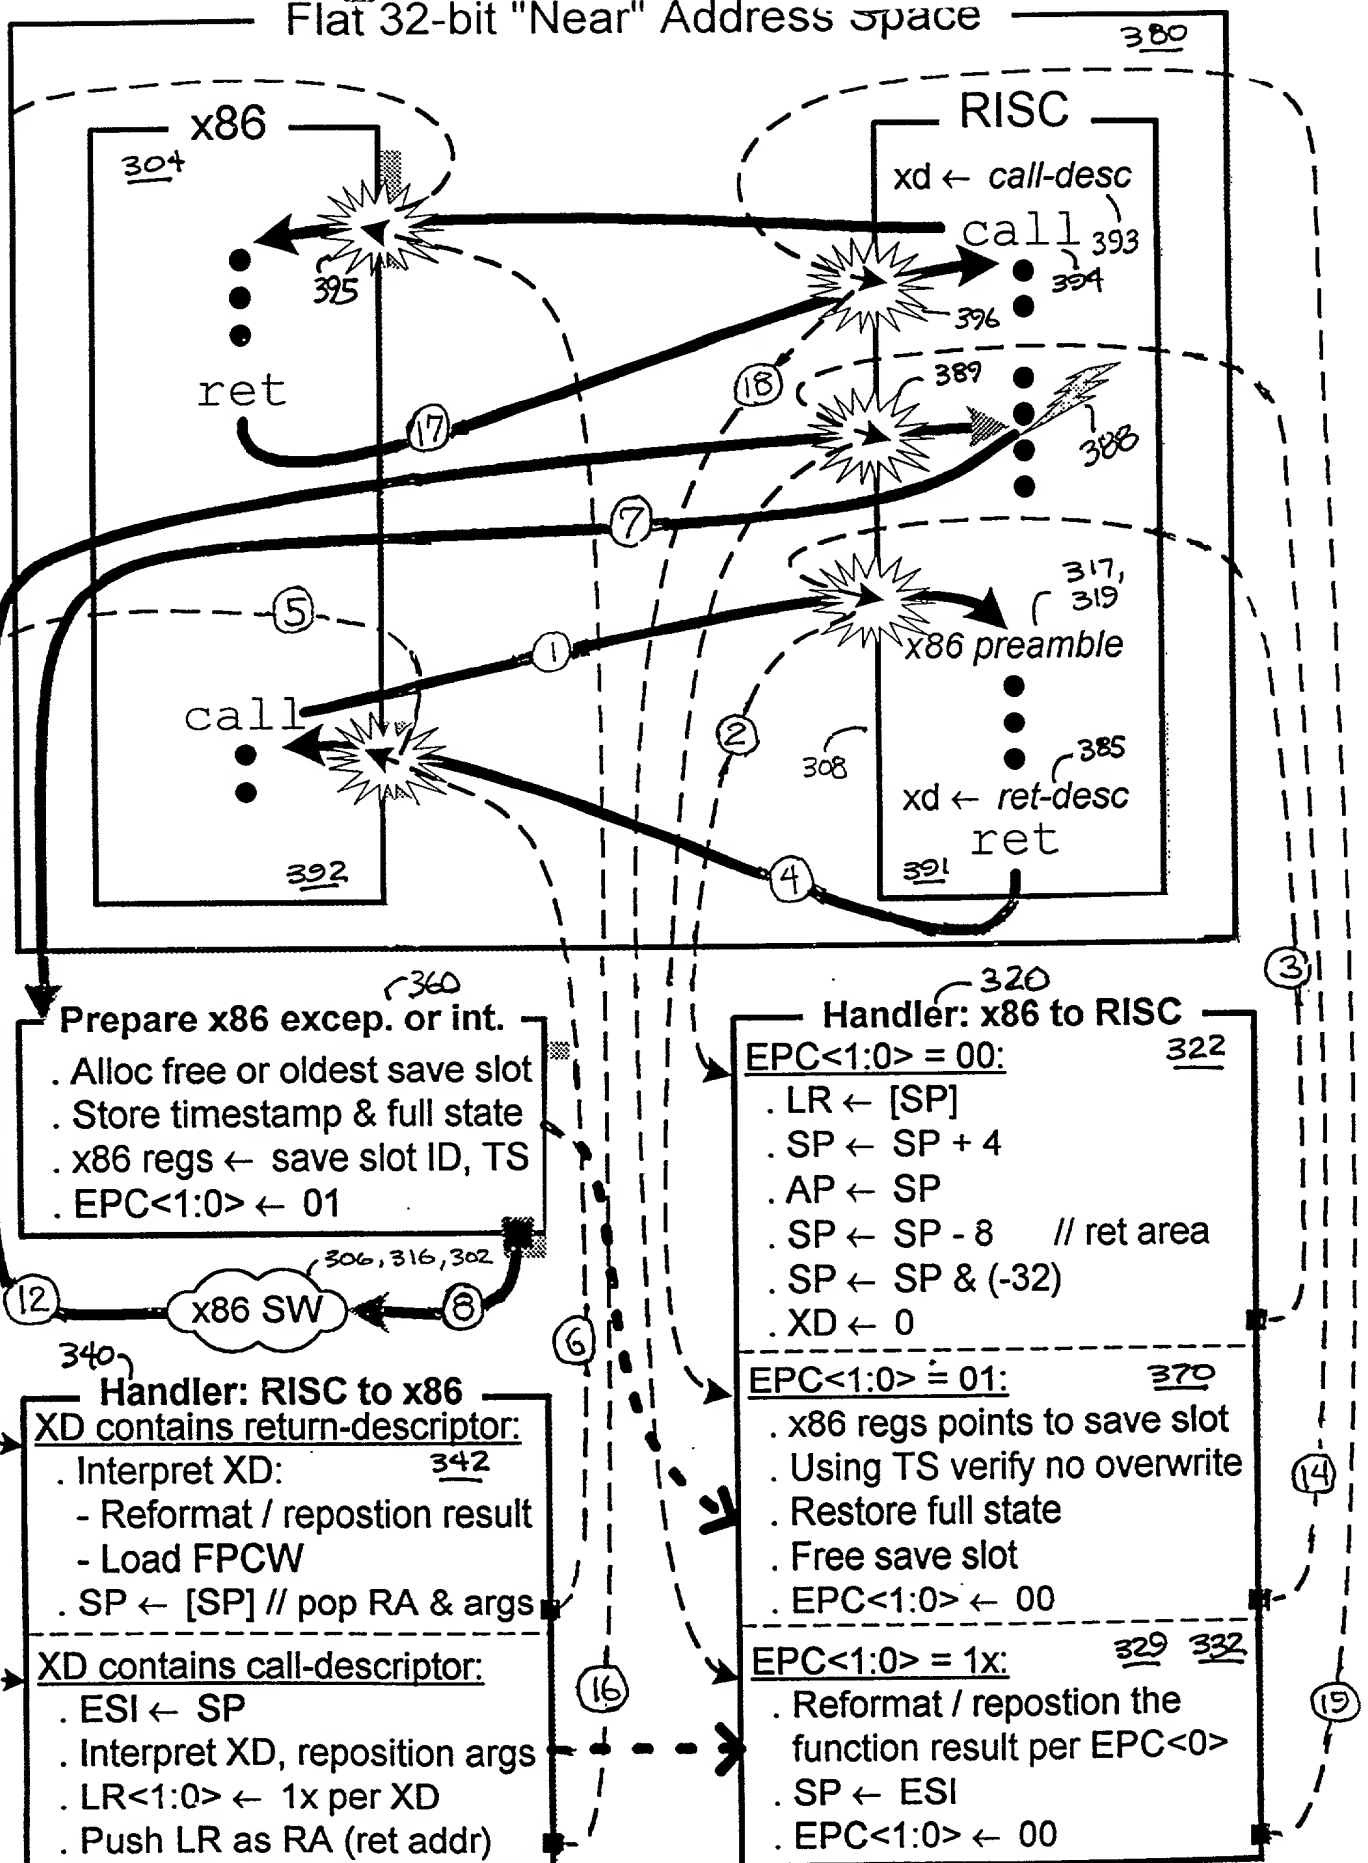 Flat 32-bit "Near" Address Space
380
x86
304
RISC
xd ← call-desc
call 393
394
395
396
ret
18
389
17
388
7
317,
319
5
1
x86 preamble
call
2
308
385
xd ← ret-desc
ret
392
391
4
3
360
Prepare x86 excep. or int.
. Alloc free or oldest save slot
. Store timestamp & full state
. x86 regs ← save slot ID, TS
. EPC<1:0> ← 01
306, 316, 302
12
x86 SW
8
6
320
Handler: x86 to RISC
EPC<1:0> = 00:
322
. LR ← [SP]
. SP ← SP + 4
. AP ← SP
. SP ← SP - 8 // ret area
. SP ← SP & (-32)
. XD ← 0
EPC<1:0> = 01:
370
. x86 regs points to save slot
. Using TS verify no overwrite
. Restore full state
. Free save slot
. EPC<1:0> ← 00
14
EPC<1:0> = 1x:
329 332
. Reformat / repostion the
function result per EPC<0>
. SP ← ESI
. EPC<1:0> ← 00
19
340
Handler: RISC to x86
XD contains return-descriptor:
. Interpret XD:
342
- Reformat / repostion result
- Load FPCW
. SP ← [SP] // pop RA & args
XD contains call-descriptor:
. ESI ← SP
. Interpret XD, reposition args
. LR<1:0> ← 1x per XD
. Push LR as RA (ret addr)
16